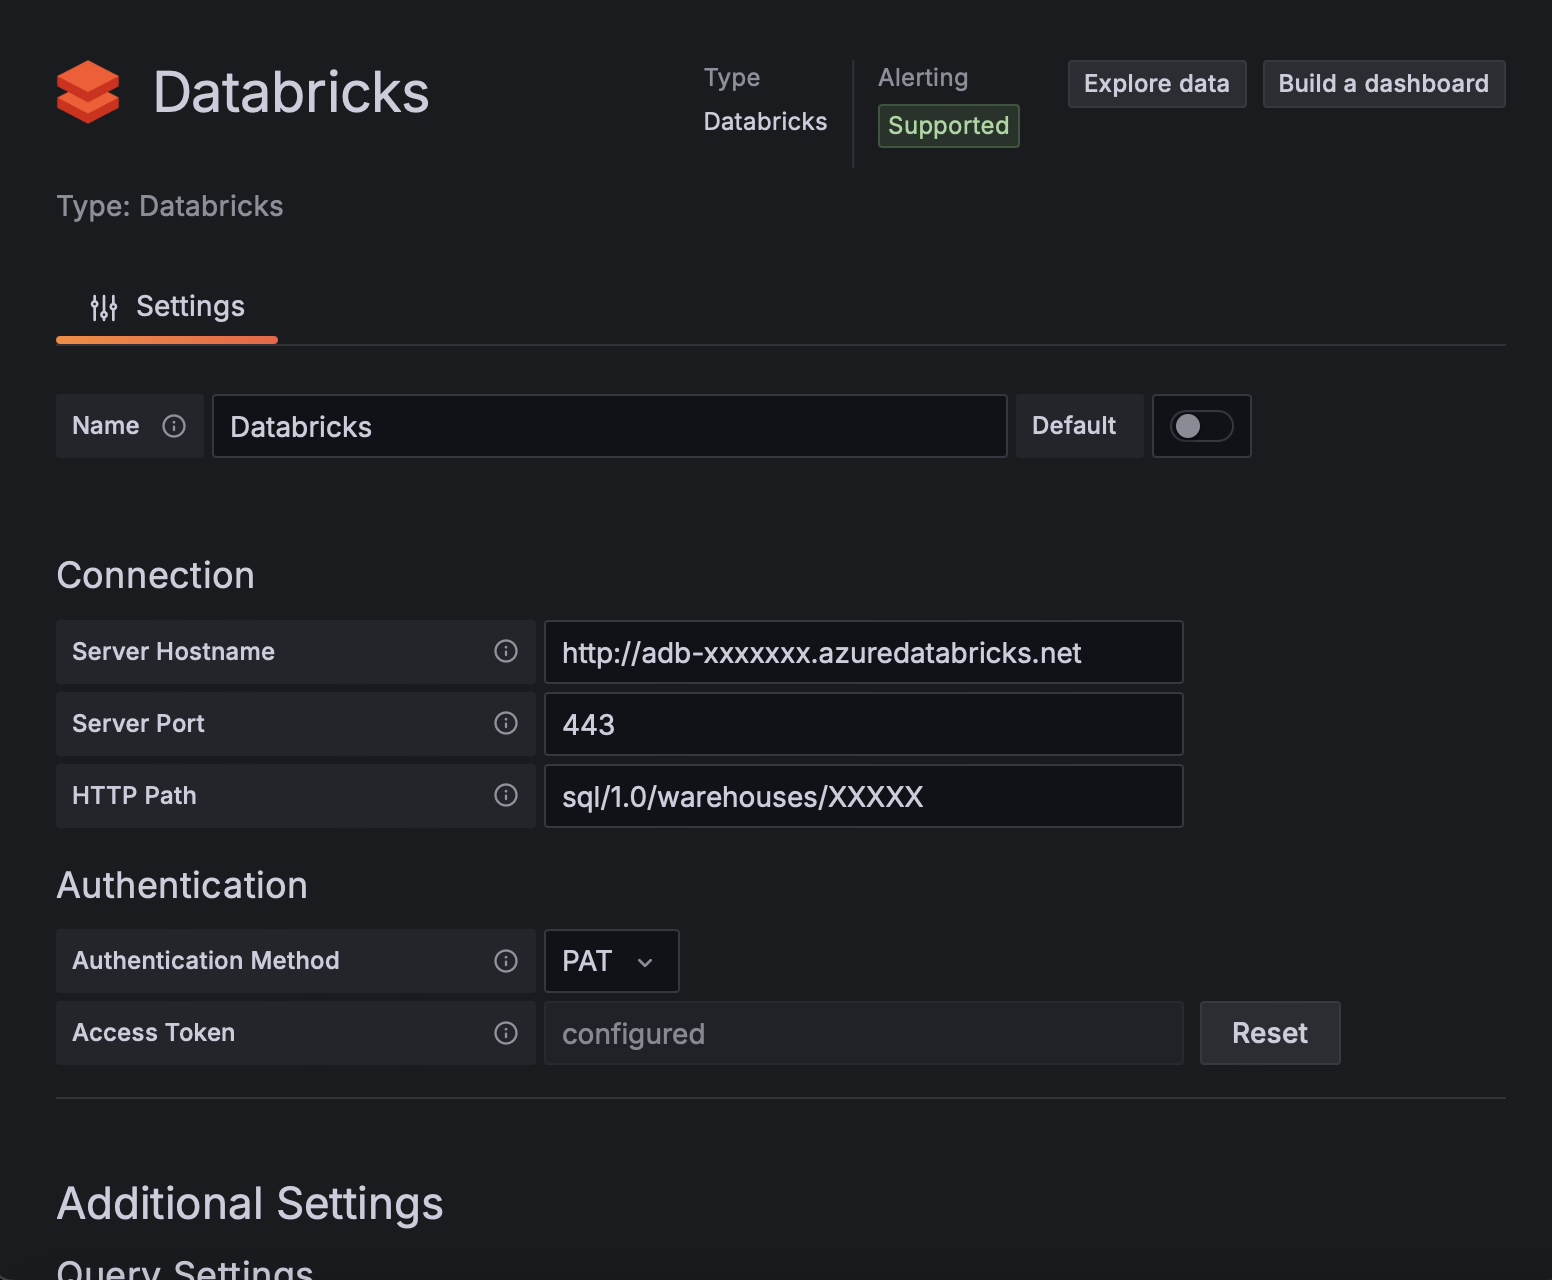 Databricks
Type
Databricks
Alerting
Supported
Explore data
Build a dashboard
Type: Databricks
Settings
Name
Databricks
Default
Connection
Server Hostname
http://adb-xxxxxxx.azuredatabricks.net
Server Port
443
HTTP Path
sql/1.0/warehouses/XXXXX
Authentication
Authentication Method
PAT
Access Token
configured
Reset
Additional Settings
Query Settings